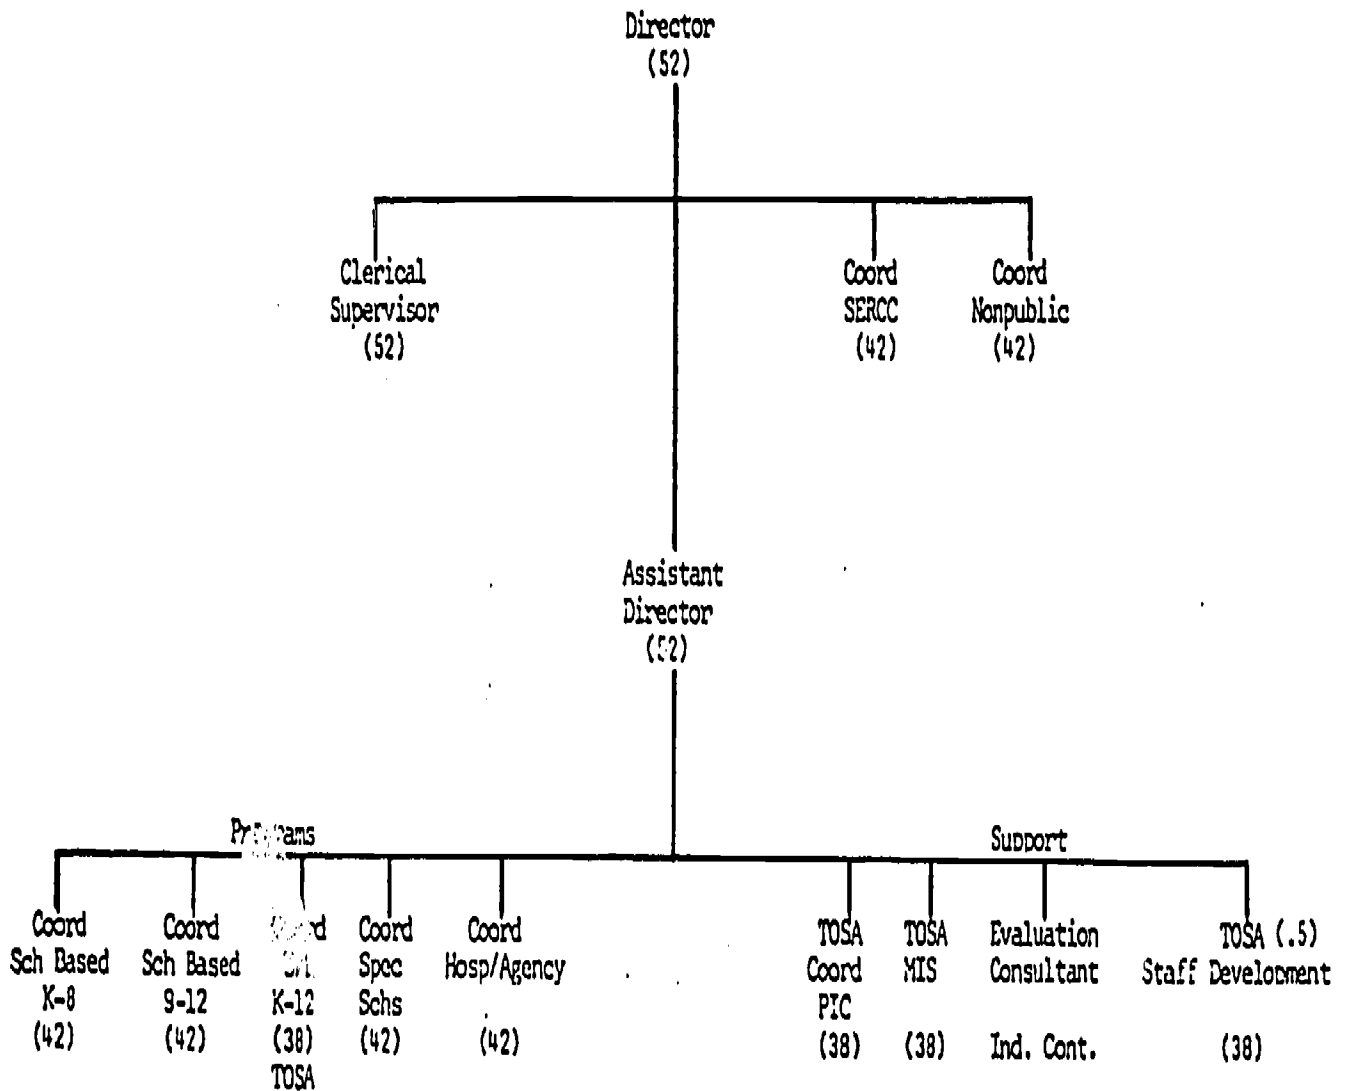 Director
(52)
Clerical
Supervisor
(52)
Coord
SERCC
(42)
Coord
Nonpublic
(42)
Assistant
Director
(52)
Programs
Support
Coord
Sch Based
K-8
(42)
Coord
Sch Based
9-12
(42)
K-12
(38)
TOSA
Coord
Spec
Schs
(42)
Coord
Hosp/Agency
(42)
TOSA
Coord
PIC
(38)
TOSA
MIS
(38)
Evaluation
Consultant
Ind. Cont.
TOSA (.5)
Staff Development
(38)